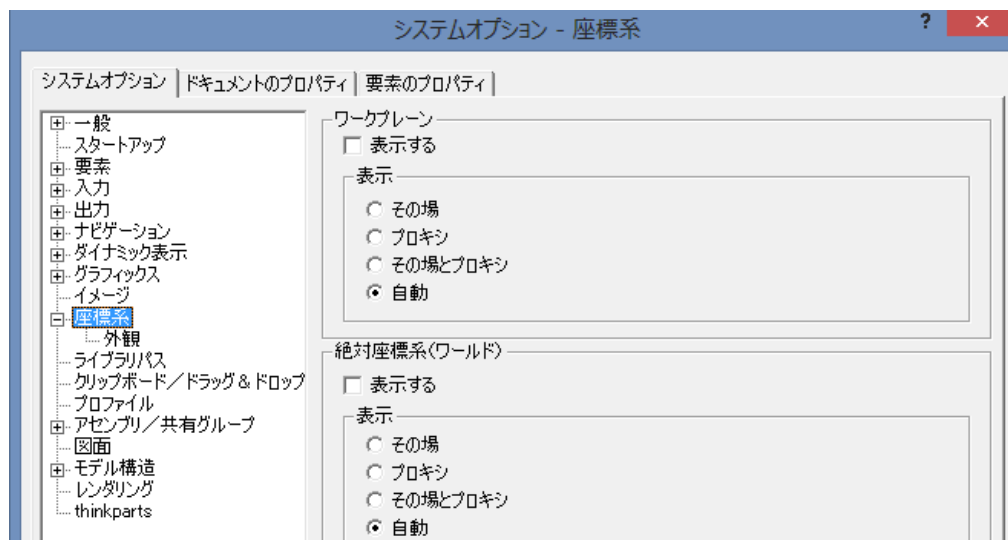 システムオプション - 座標系
? ×
システムオプション ドキュメントのプロパティ 要素のプロパティ
一般
スタートアップ
要素
入力
出力
ナビゲーション
ダイナミック表示
グラフィックス
イメージ
座標系
外観
ライブラリパス
クリップボード／ドラッグ＆ドロップ
プロファイル
アセンブリ／共有グループ
図面
モデル構造
レンダリング
thinkparts
ワークプレーン
表示する
表示
その場
プロキシ
その場とプロキシ
自動
絶対座標系(ワールド)
表示する
表示
その場
プロキシ
その場とプロキシ
自動